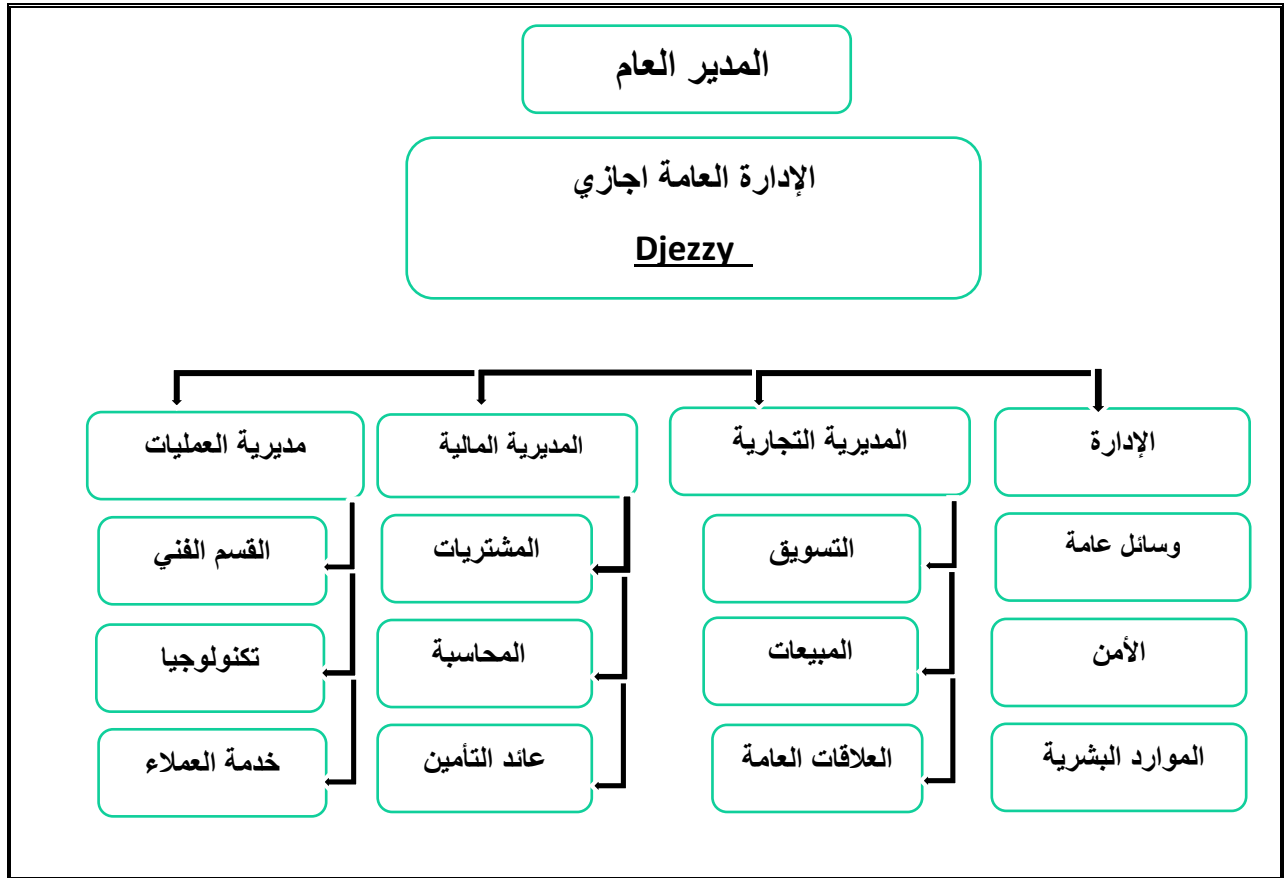 المدير العام
الإدارة العامة اجازي
Djezzy
الإدارة
المديرية التجارية
المديرية المالية
مديرية العمليات
وسائل عامة
التسويق
المشتريات
القسم الفني
الأمن
المبيعات
المحاسبة
تكنولوجيا
الموارد البشرية
العلاقات العامة
عائد التأمين
خدمة العملاء